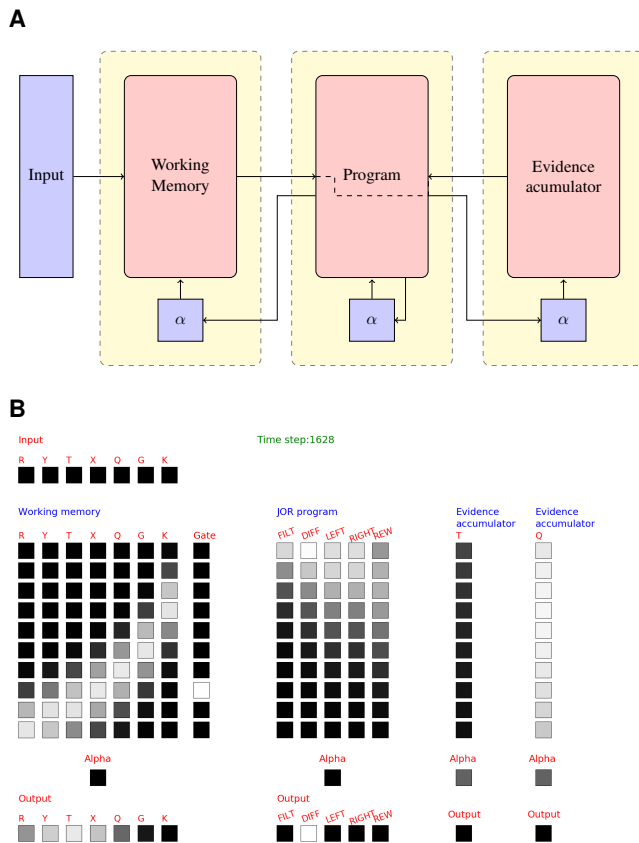 A
Input
Working
Memory
Program
Evidence
acumulator
α
α
α
B
Input
Time step:1628
R Y T X Q G K
Working memory
JOR program
Evidence
accumulator
Evidence
accumulator
R Y T X Q G K Gate
FILT DIFF LEFT RIGHT REW
T
Q
Alpha
Alpha
Alpha
Alpha
Output
Output
R Y T X Q G K
FILT DIFF LEFT RIGHT REW
Output
Output